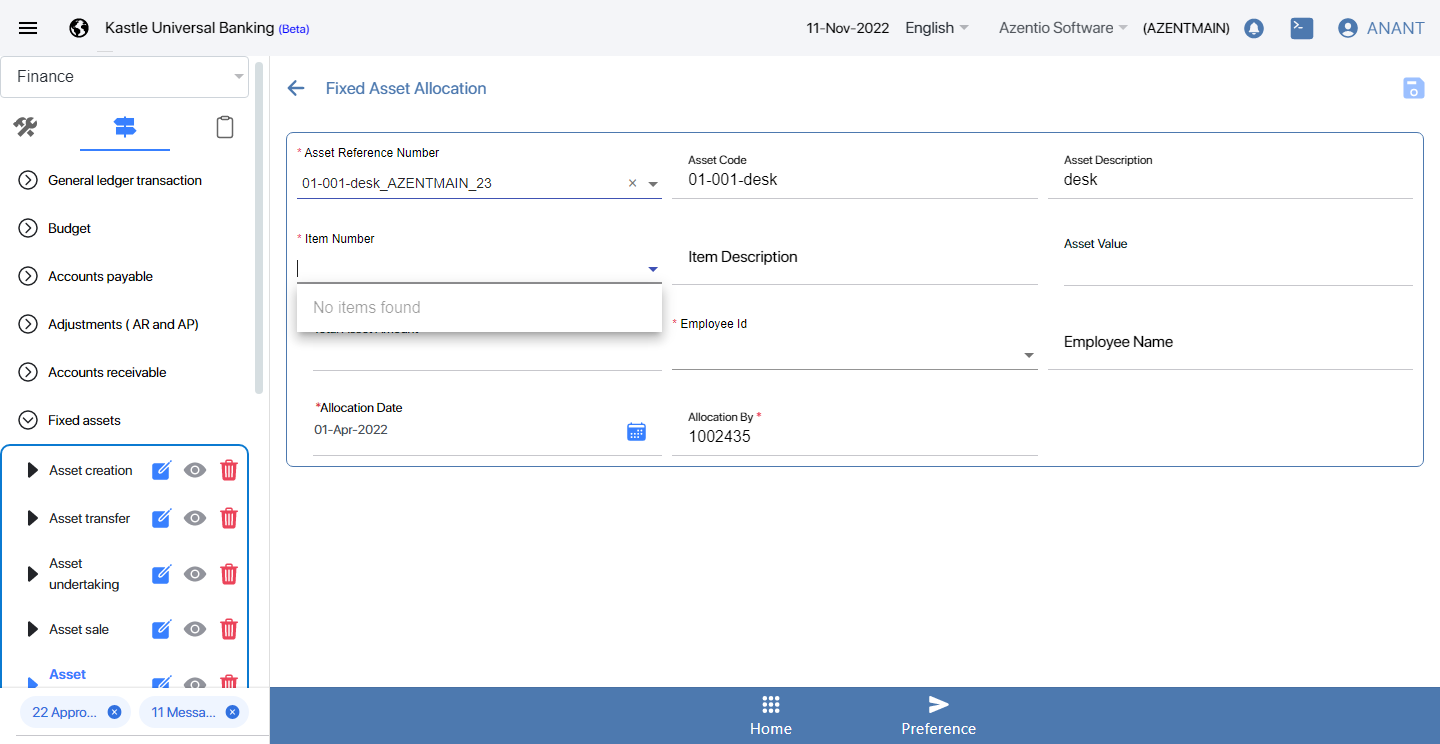 Kastle Universal Banking (Beta)
11-Nov-2022 English Azentio Software (AZENTMAIN) ANANT
Finance
General ledger transaction
Budget
Accounts payable
Adjustments ( AR and AP)
Accounts receivable
Fixed assets
Asset creation
Asset transfer
Asset
undertaking
Asset sale
Asset
22 Appro...
11 Messa...
Fixed Asset Allocation
* Asset Reference Number
01-001-desk_AZENTMAIN_23
Asset Code
01-001-desk
Asset Description
desk
* Item Number
No items found
Item Description
Asset Value
Total Asset Amount
* Employee Id
Employee Name
*Allocation Date
01-Apr-2022
Allocation By *
1002435
Home
Preference